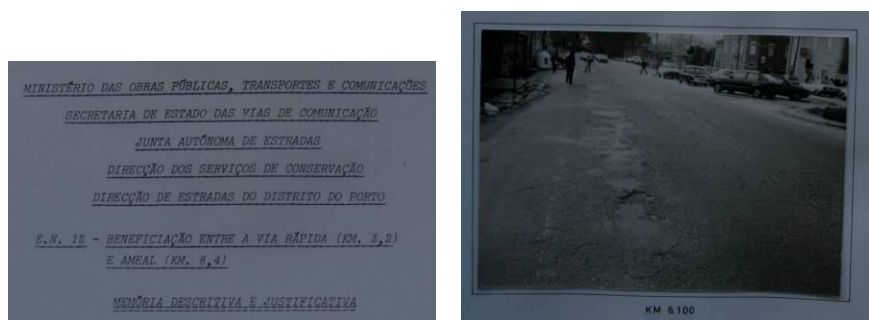 MINISTÉRIO DAS OBRAS PÚBLICAS, TRANSPORTES E COMUNICAÇÕES
SECRETARIA DE ESTADO DAS VIAS DE COMUNICAÇÃO
JUNTA AUTÓNOMA DE ESTRADAS
DIRECÇÃO DOS SERVIÇOS DE CONSERVAÇÃO
DIRECÇÃO DE ESTRADAS DO DISTRITO DO PORTO
E.N. 12 - BENEFICIAÇÃO ENTRE A VIA RÁPIDA (KM. 3,2)
E AMEAL (KM. 8,4)
MEMÓRIA DESCRITIVA E JUSTIFICATIVA
KM 6.100